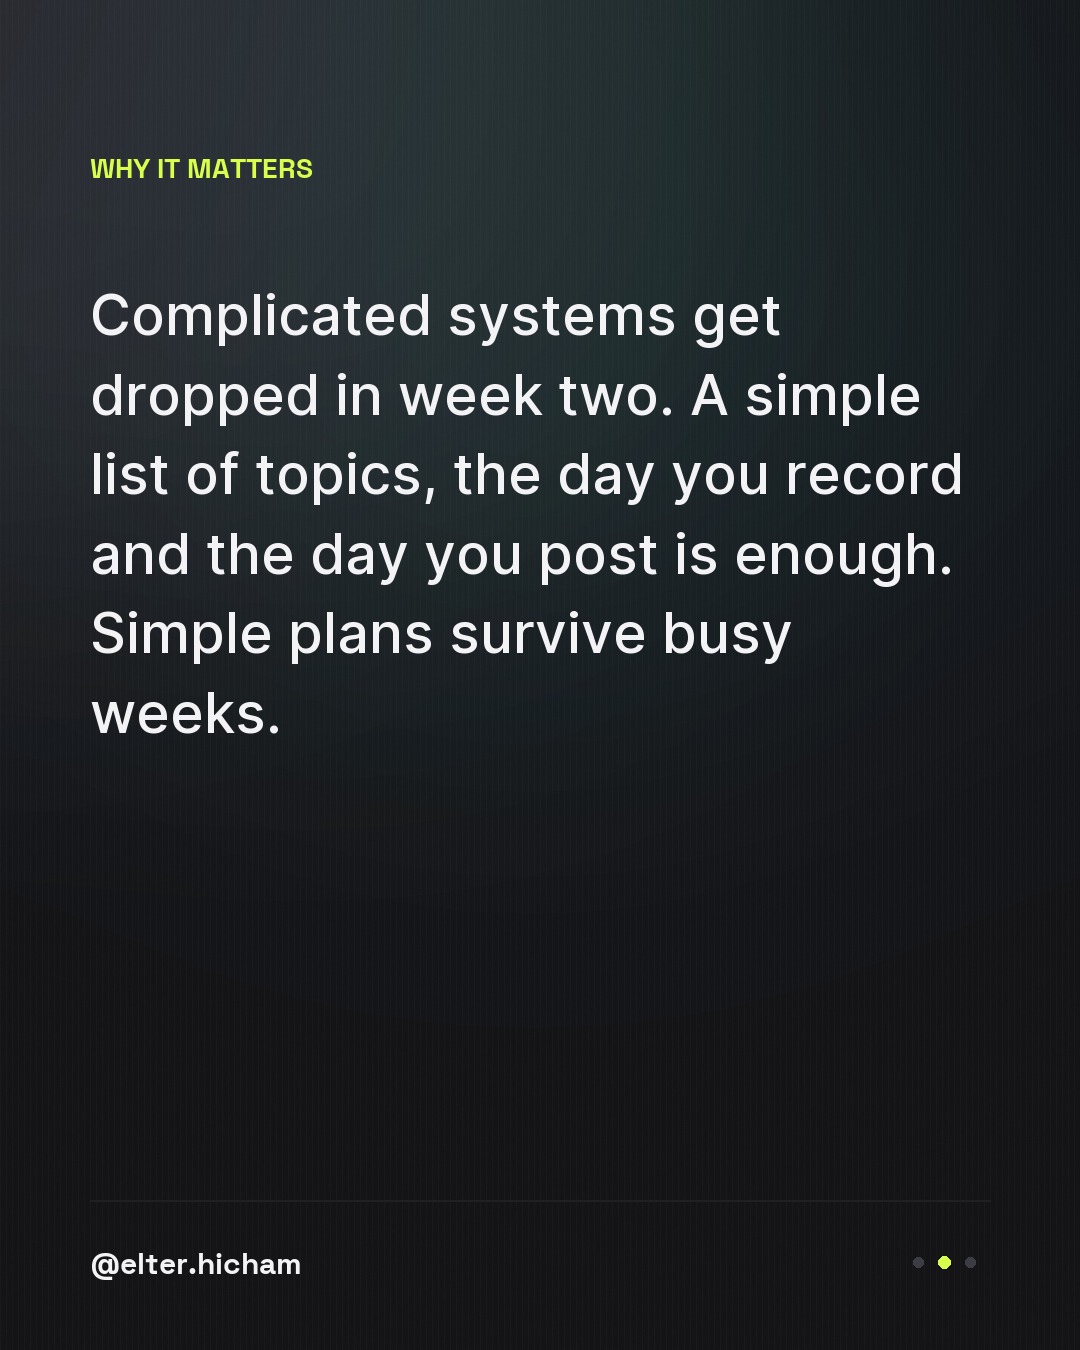 WHY IT MATTERS
Complicated systems get
dropped in week two. A simple
list of topics, the day you record
and the day you post is enough.
Simple plans survive busy
weeks.
@elter.hicham